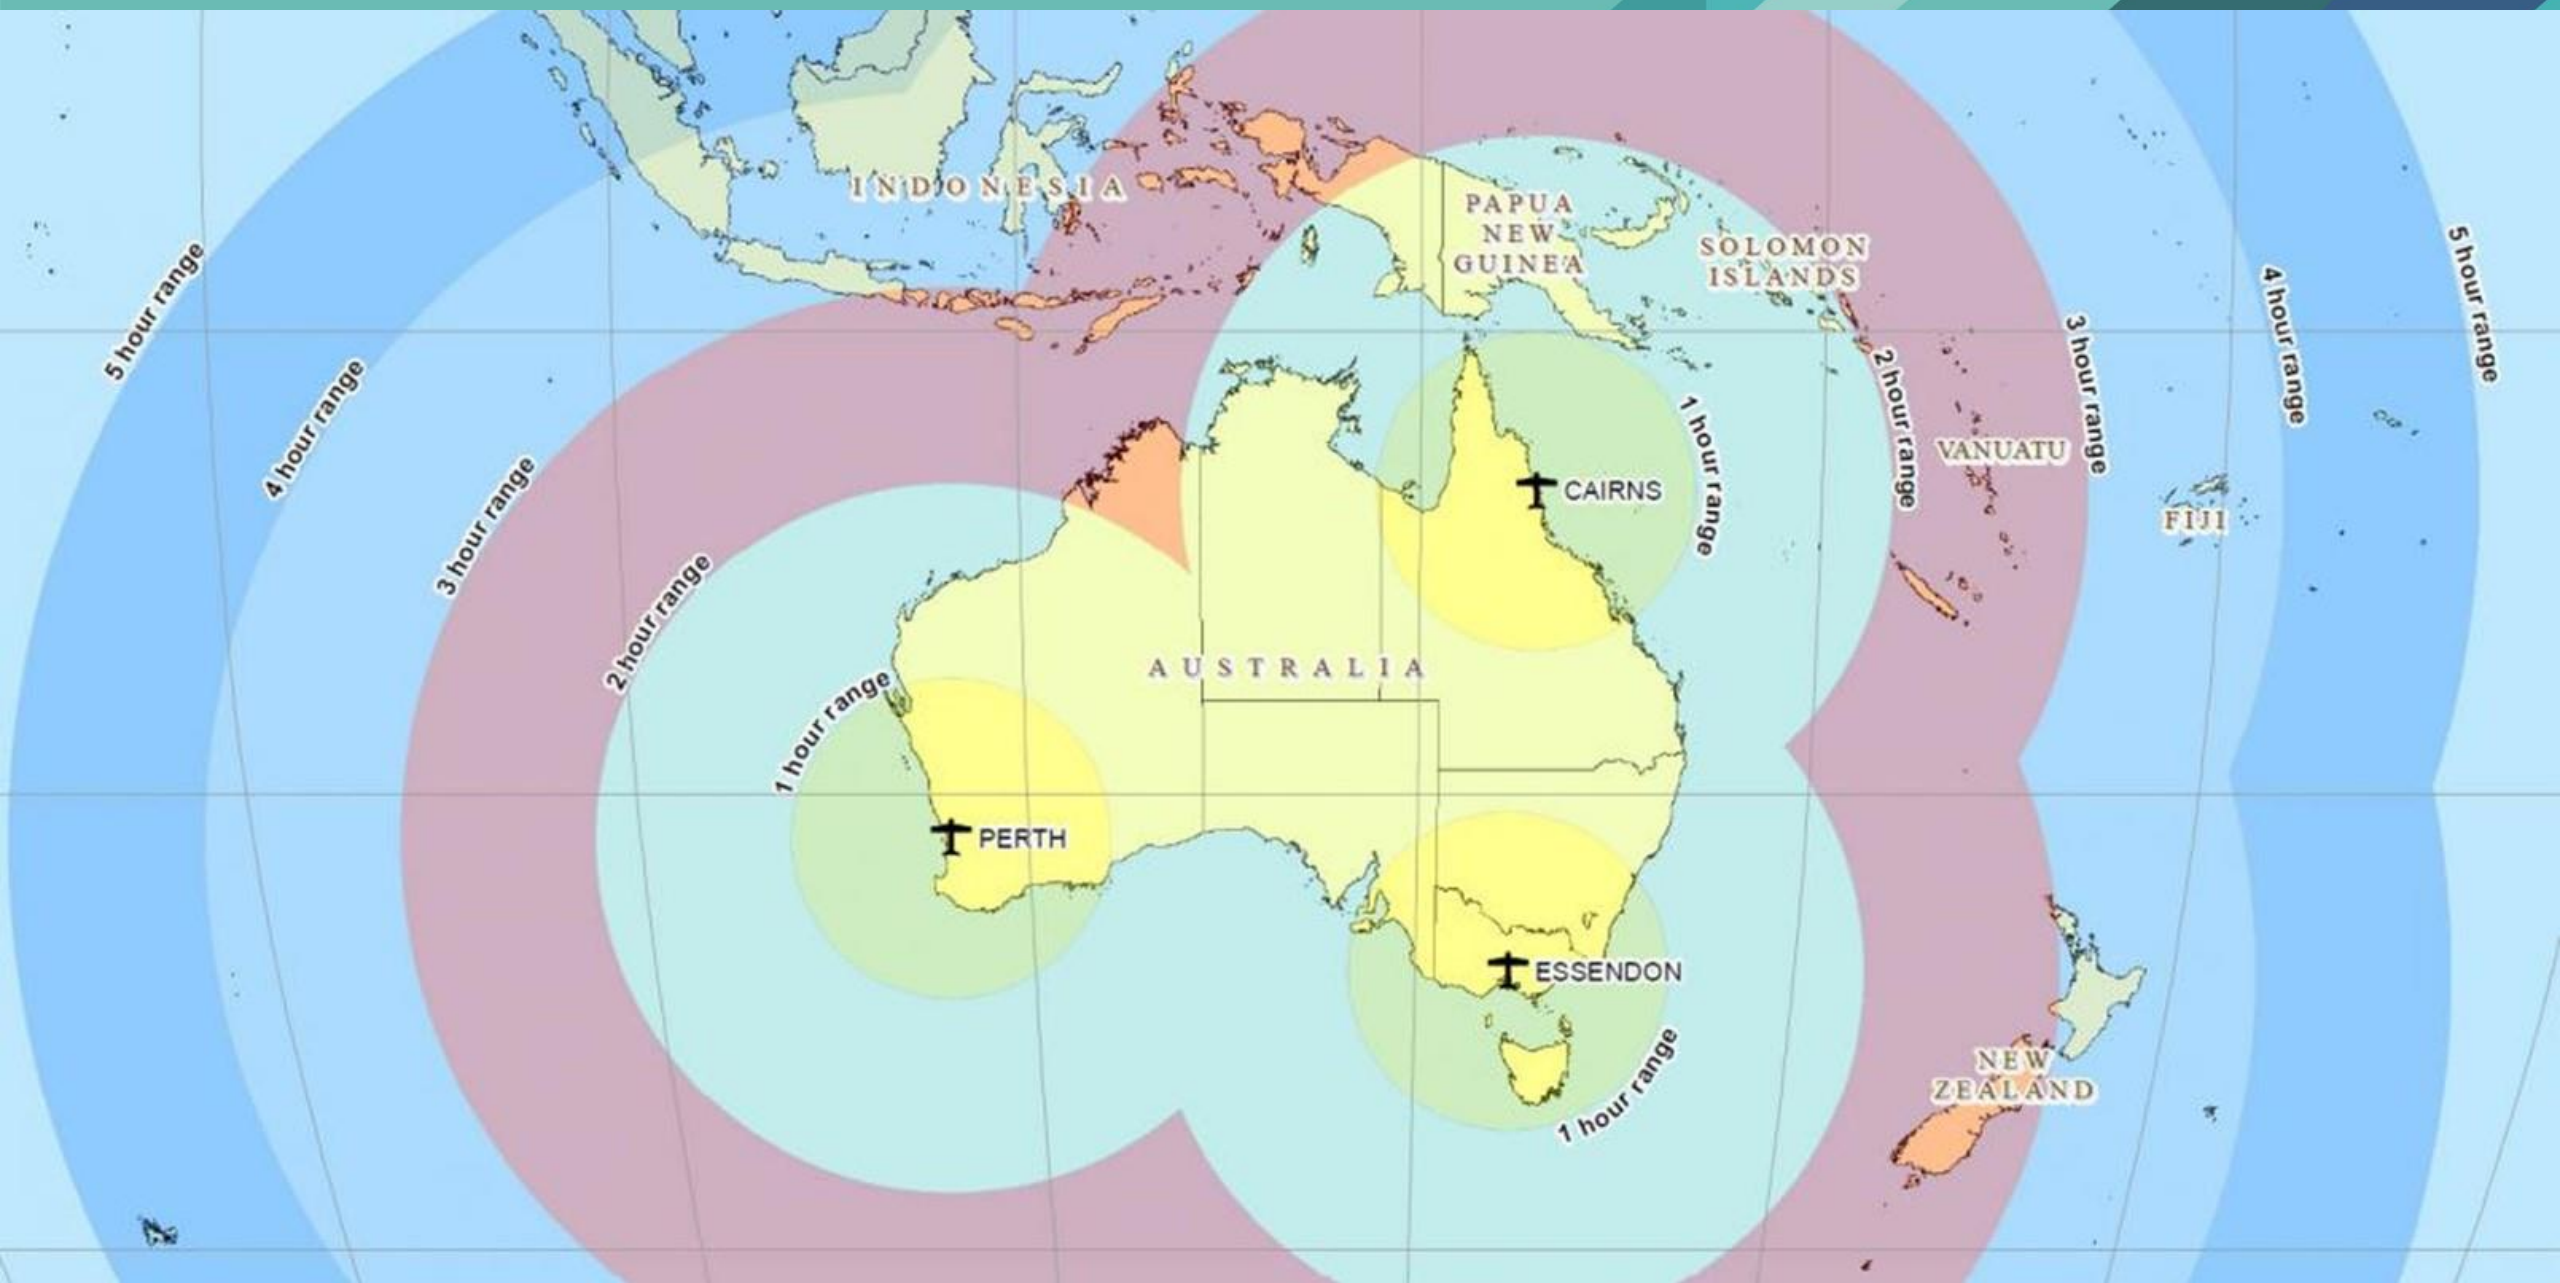 INDONESIA
PAPUA
NEW
GUINEA
SOLOMON
ISLANDS
5 hour range
4 hour range
3 hour range
2 hour range
1 hour range
1 hour range
2 hour range
3 hour range
4 hour range
5 hour range
VANUATU
FIJI
CAIRNS
AUSTRALIA
PERTH
ESSENDON
1 hour range
NEW
ZEALAND